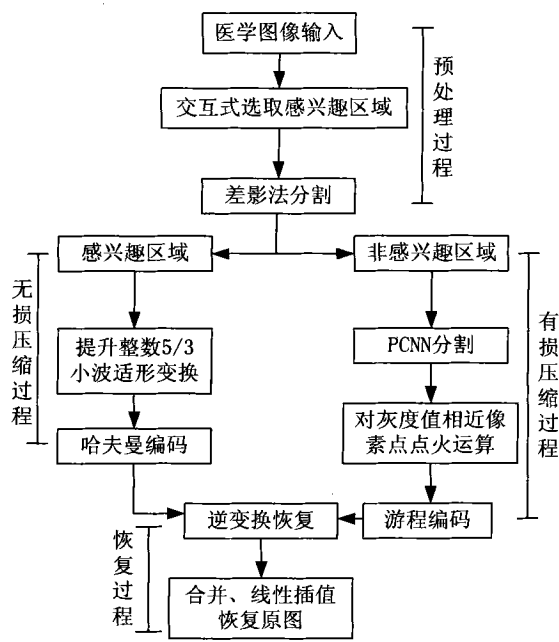 医学图像输入
交互式选取感兴趣区域
差影法分割
预处理过程
感兴趣区域
非感兴趣区域
无损压缩过程
提升整数5/3
小波适形变换
哈夫曼编码
PCNN分割
对灰度值相近像
素点点火运算
游程编码
有损压缩过程
逆变换恢复
恢复过程
合并、线性插值
恢复原图